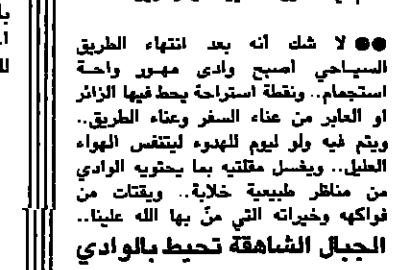 ●● لا شك أنه بعد انتهاء الطريق
السياحي أصبح وادى مهور واحة
استجمام.. ونقطة استراحة يحط فيها الزائر
او العابر من عناء السفر وعناء الطريق..
ويتم فيه ولو ليوم للهدوء ليتنفس الهواء
العليل.. ويغسل مقلتيه بما يحتويه الوادي
من مناظر طبيعية خلابة.. ويقتات من
فواكهه وخيراته التي منّ بها الله علينا..
الجبال الشاهقة تحيط بالوادي